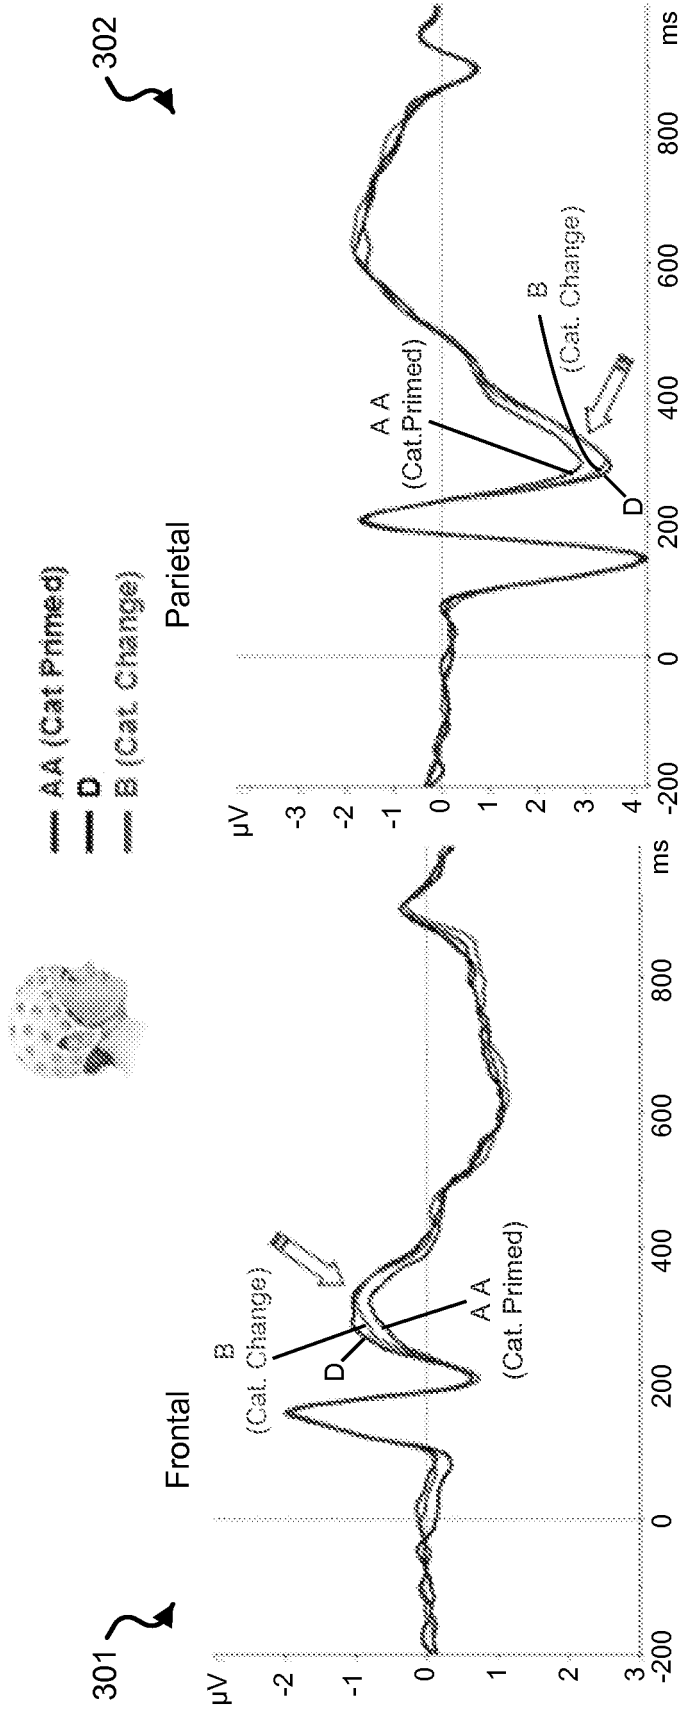 AA (Cat Primed)
D
B (Cat. Change)
301
Frontal
µV
-2
-1
0
1
2
3
-200
0
200
400
600
800
ms
B
(Cat. Change)
D
A A
(Cat. Primed)
302
Parietal
µV
-3
-2
-1
0
1
2
3
4
-200
0
200
400
600
800
ms
A A
(Cat.Primed)
B
(Cat. Change)
D